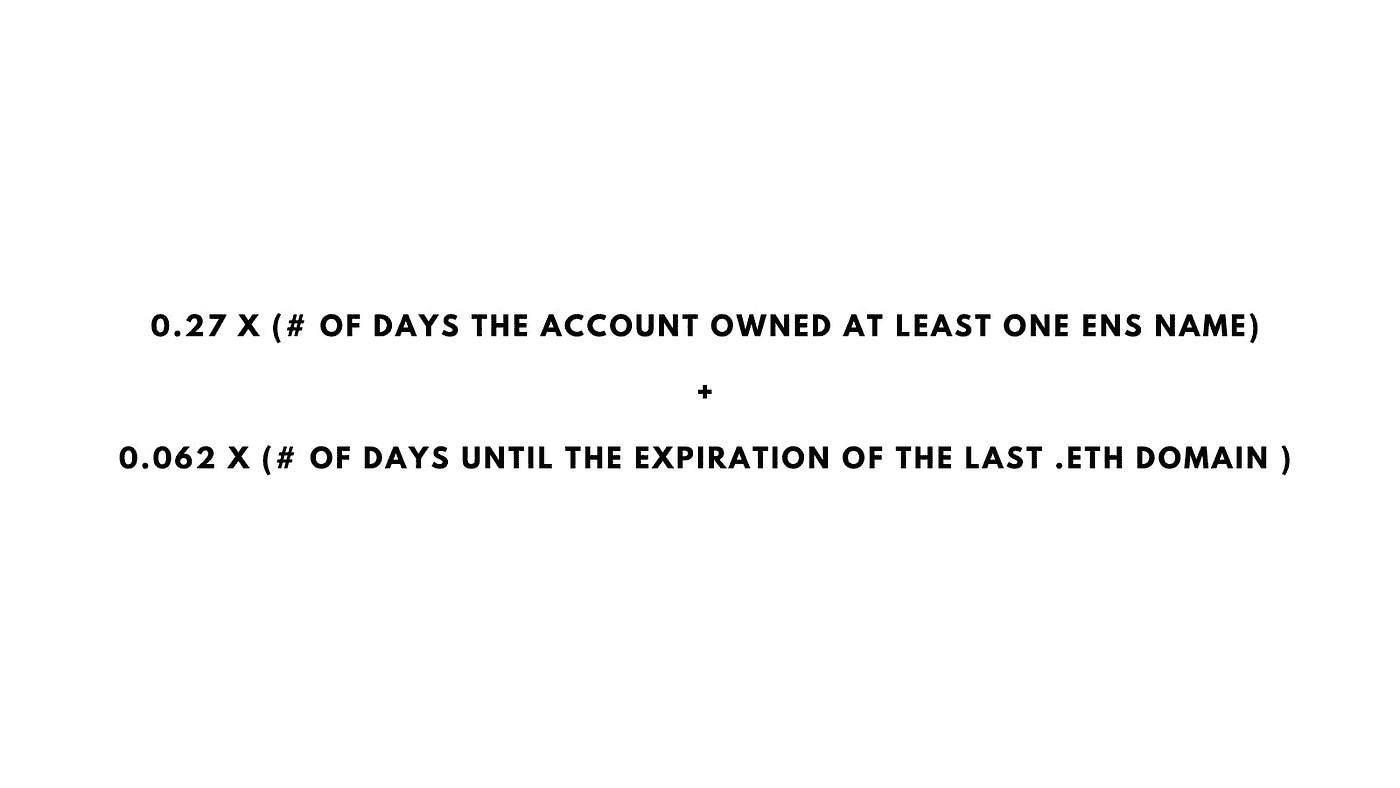 0.27 X (# OF DAYS THE ACCOUNT OWNED AT LEAST ONE ENS NAME)
+
0.062 X (# OF DAYS UNTIL THE EXPIRATION OF THE LAST .ETH DOMAIN )